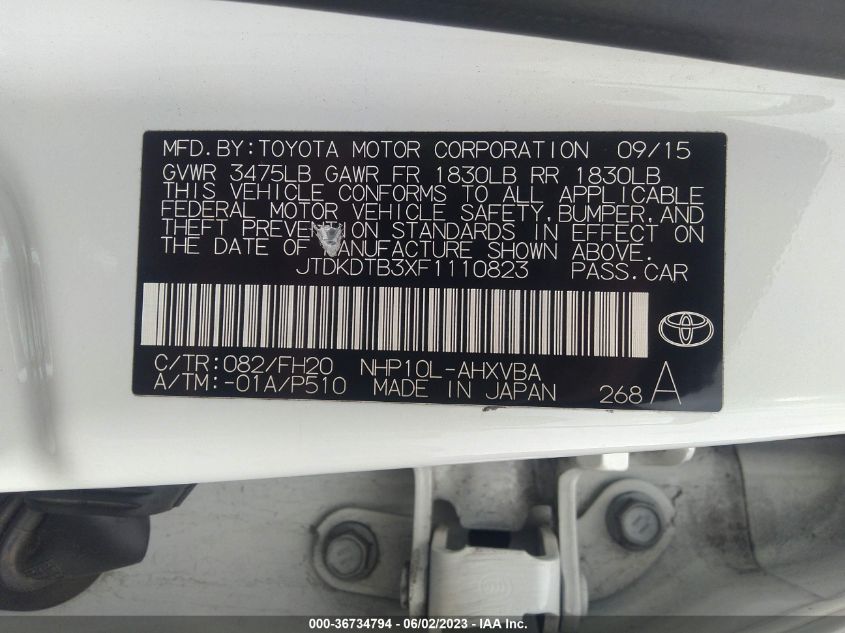 MFD.BY:TOYOTA MOTOR CORPORATION 09/15
GVWR 3475LB GAWR FR 1830LB RR 1830LB
THIS VEHICLE CONFORMS TO ALL APPLICABLE
FEDERAL MOTOR VEHICLE SAFETY,BUMPER,AND
THEFT PREVENTION STANDARDS IN EFFECT ON
THE DATE OF MANUFACTURE SHOWN ABOVE.
JTDKDTB3XF1110823 PASS.CAR
C/TR:082/FH20 NHP10L-AHXVBA
A/TM:-01A/P510 MADE IN JAPAN 268 A
000-36734794 - 06/02/2023 - IAAI.com